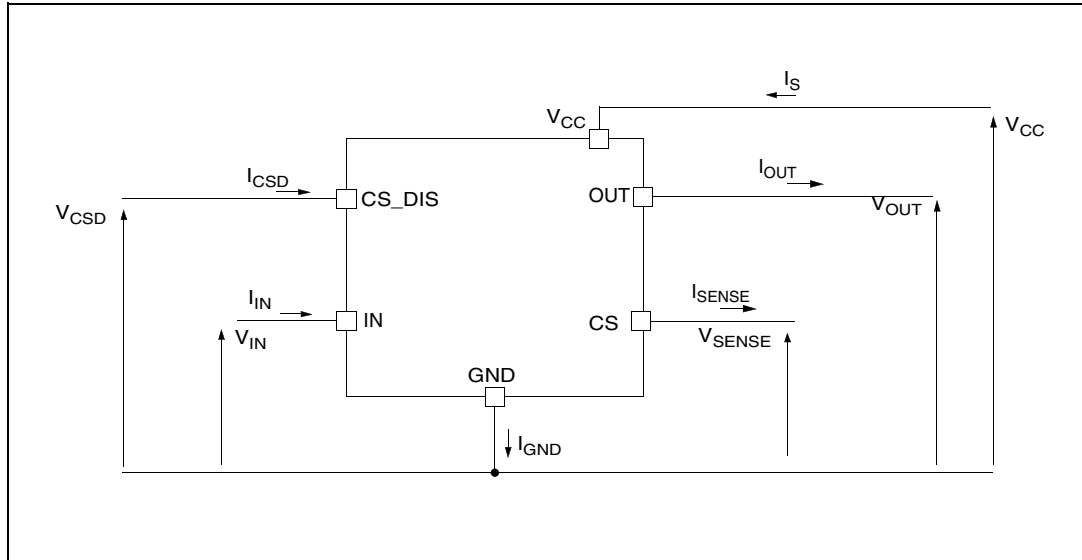 I_S
V_CC
V_CC
I_CSD
I_OUT
CS_DIS
OUT
V_CSD
V_OUT
I_IN
I_SENSE
IN
CS
V_IN
V_SENSE
GND
I_GND